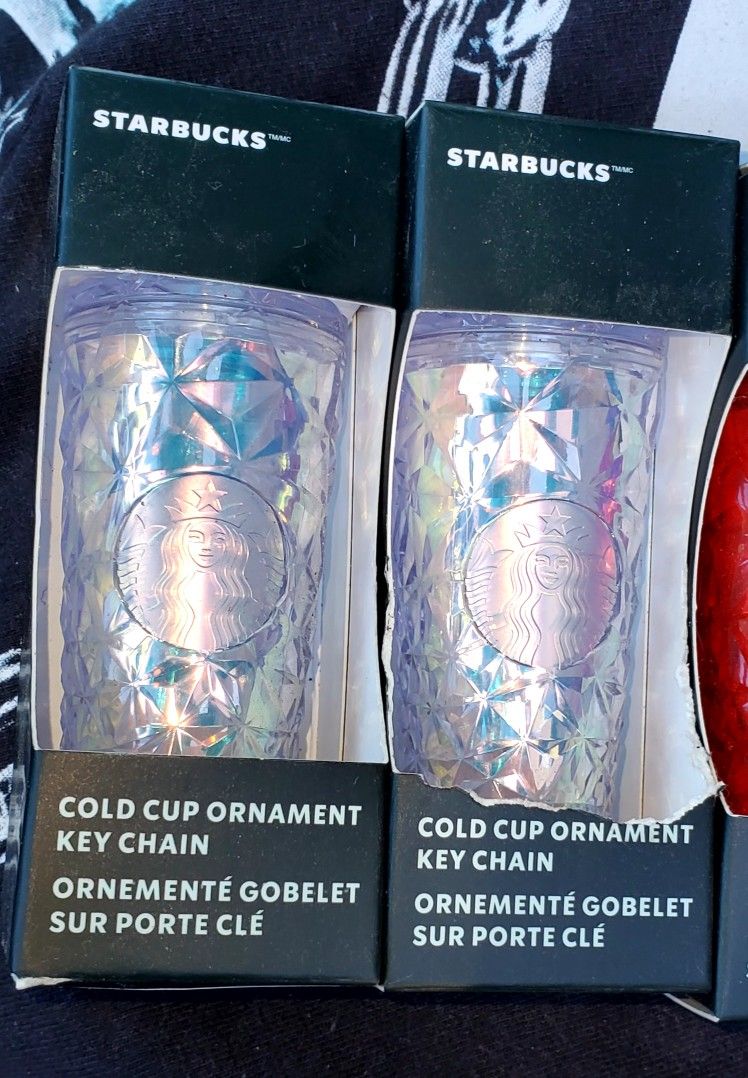 STARBUCKS™/MC
COLD CUP ORNAMENT
KEY CHAIN
ORNEMENTÉ GOBELET
SUR PORTE CLÉ
STARBUCKS™/MC
COLD CUP ORNAMENT
KEY CHAIN
ORNEMENTÉ GOBELET
SUR PORTE CLÉ